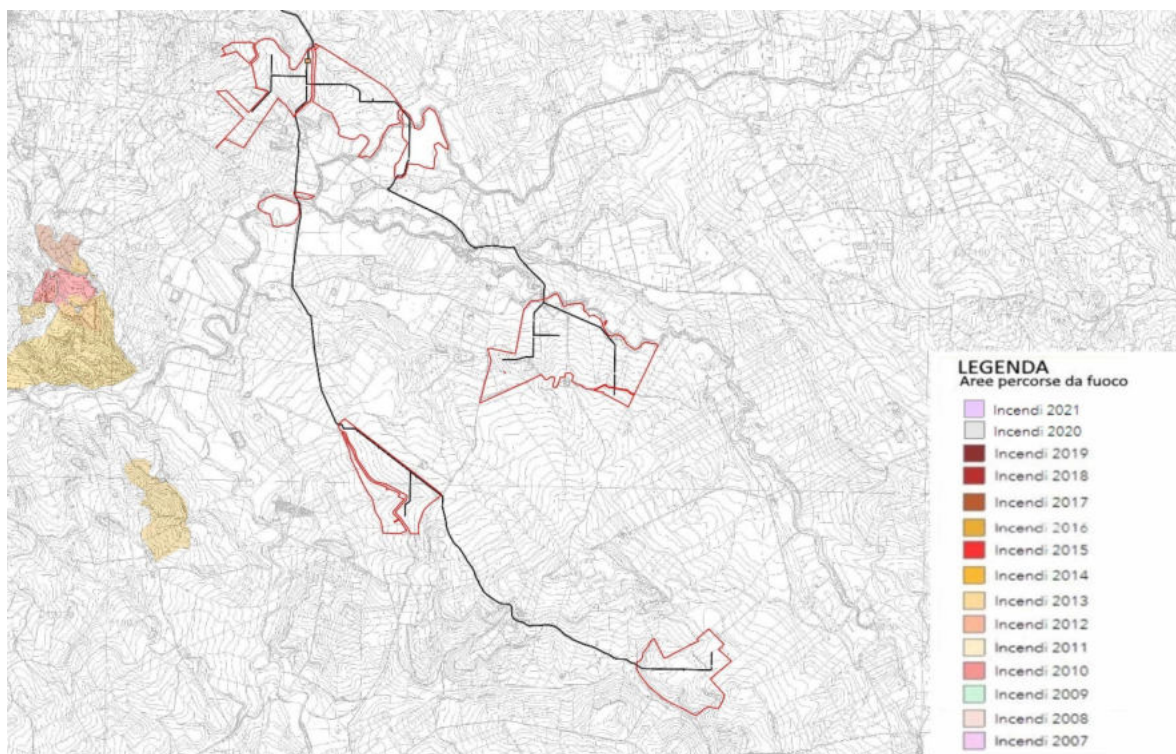 LEGENDA
Aree percorse da fuoco
Incendi 2021
Incendi 2020
Incendi 2019
Incendi 2018
Incendi 2017
Incendi 2016
Incendi 2015
Incendi 2014
Incendi 2013
Incendi 2012
Incendi 2011
Incendi 2010
Incendi 2009
Incendi 2008
Incendi 2007